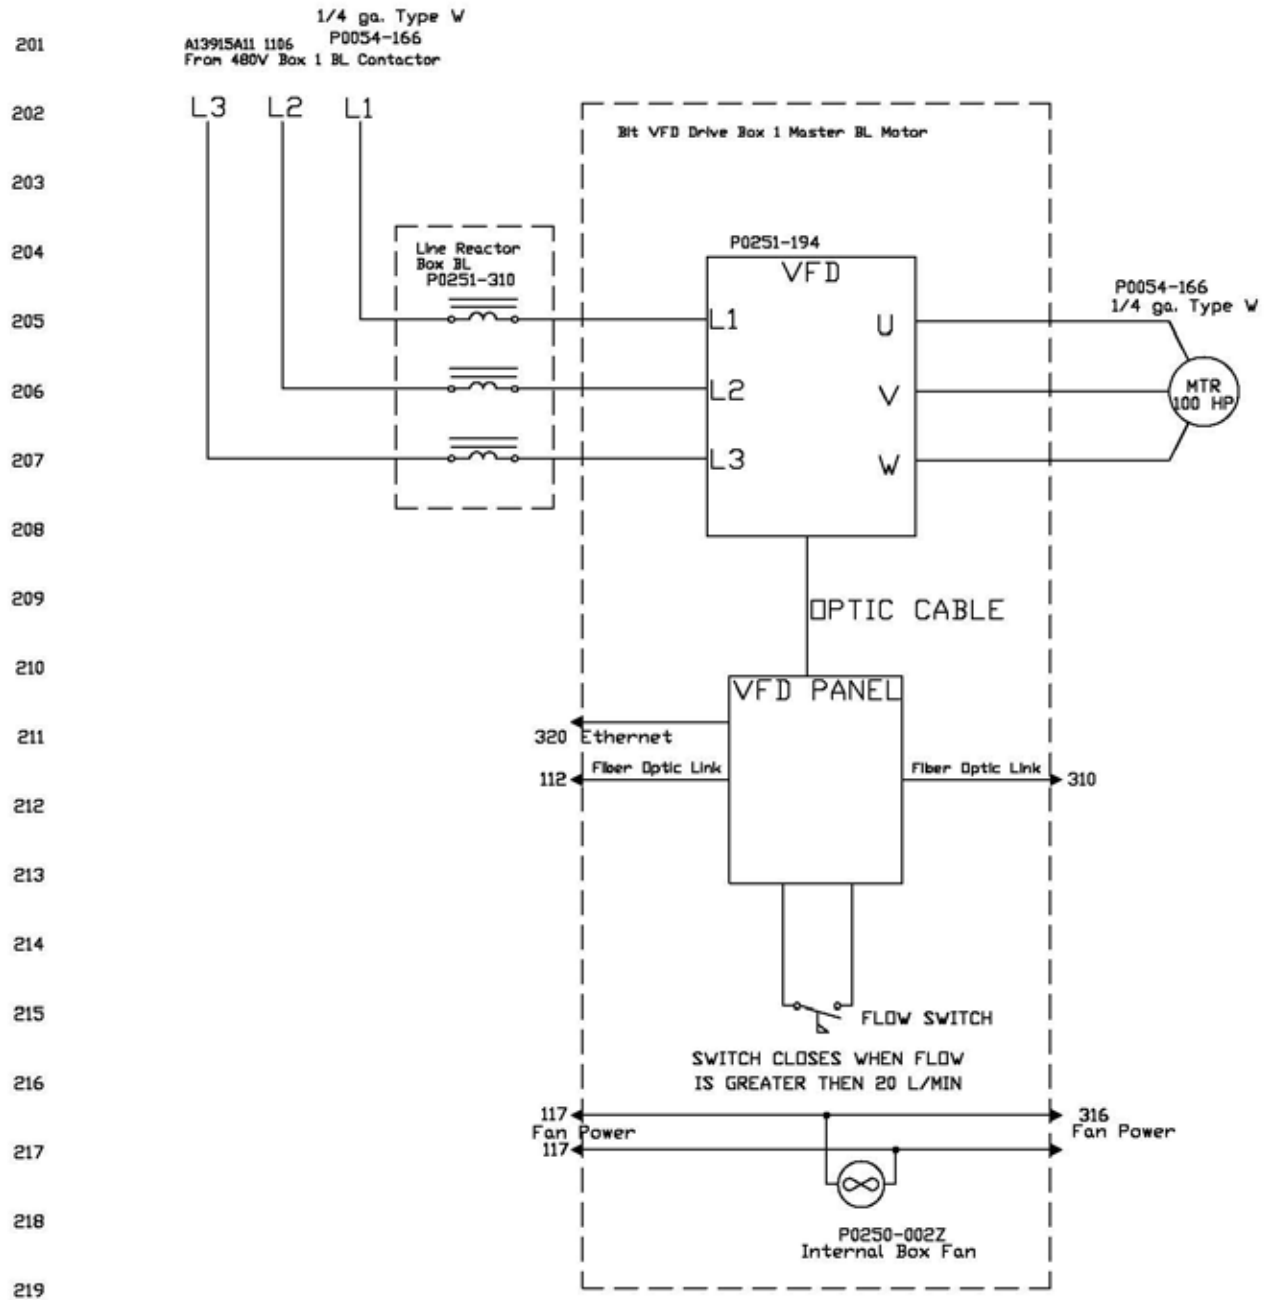 1/4 ga. Type W
P0054-166
201
A13915A11 1106
From 480V Box 1 BL Contactor
202
L3 L2 L1
Bit VFD Drive Box 1 Master BL Motor
203
204
Line Reactor
Box BL
P0251-310
P0251-194
VFD
P0054-166
1/4 ga. Type W
205
L1 U
206
L2 V
MTR
100 HP
207
L3 W
208
209
OPTIC CABLE
210
VFD PANEL
211
320 Ethernet
Fiber Optic Link
112
Fiber Optic Link
310
212
213
214
215
FLOW SWITCH
SWITCH CLOSES WHEN FLOW
216
IS GREATER THEN 20 L/MIN
117
Fan Power
117
316
Fan Power
217
218
P0250-002Z
Internal Box Fan
219